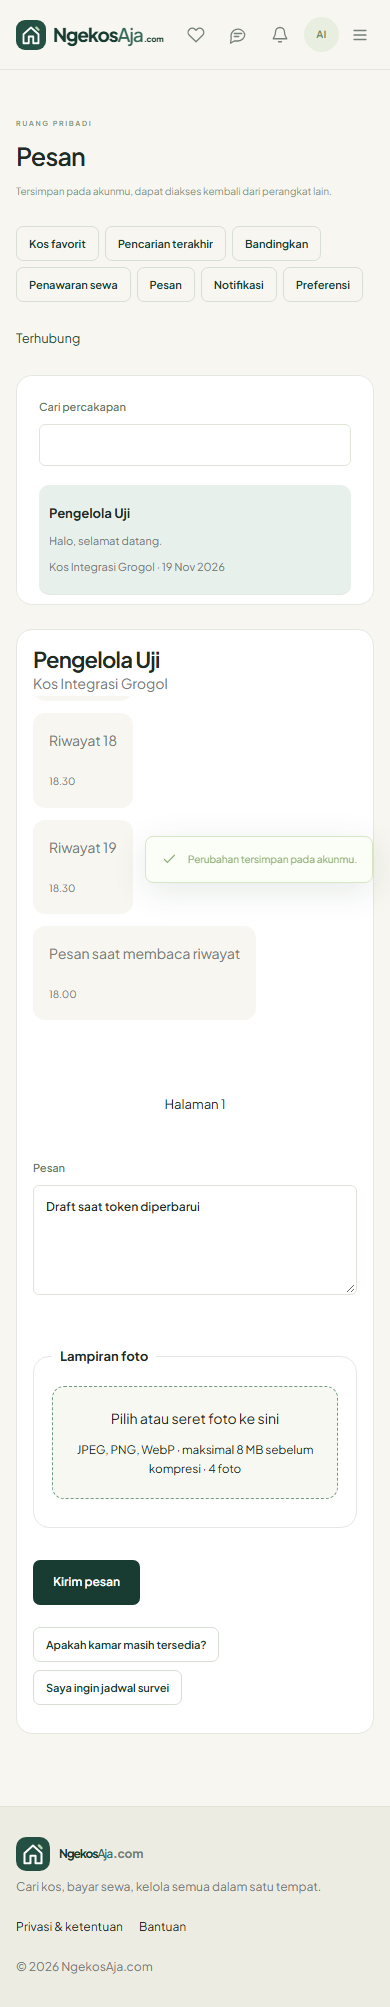 NgekosAja.com
AI
RUANG PRIBADI
Pesan
Tersimpan pada akunmu, dapat diakses kembali dari perangkat lain.
Kos favorit
Pencarian terakhir
Bandingkan
Penawaran sewa
Pesan
Notifikasi
Preferensi
Terhubung
Cari percakapan
Pengelola Uji
Halo, selamat datang.
Kos Integrasi Grogol · 19 Nov 2026
Pengelola Uji
Kos Integrasi Grogol
Riwayat 18
18.30
Riwayat 19
18.30
Perubahan tersimpan pada akunmu.
Pesan saat membaca riwayat
18.00
Halaman 1
Pesan
Draft saat token diperbarui
Lampiran foto
Pilih atau seret foto ke sini
JPEG, PNG, WebP · maksimal 8 MB sebelum
kompresi · 4 foto
Kirim pesan
Apakah kamar masih tersedia?
Saya ingin jadwal survei
NgekosAja.com
Cari kos, bayar sewa, kelola semua dalam satu tempat.
Privasi & ketentuan
Bantuan
© 2026 NgekosAja.com